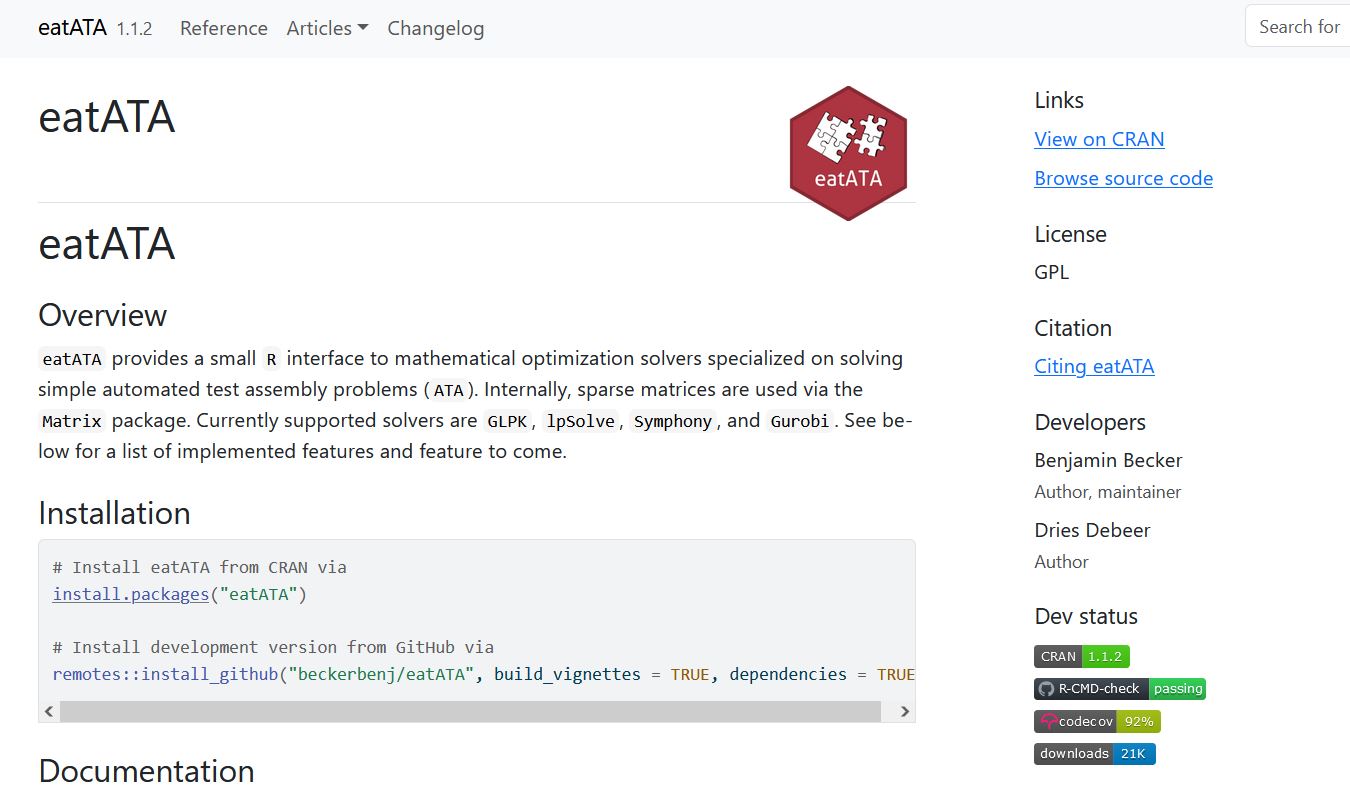 eatATA 1.1.2 Reference Articles Changelog Search for
eatATA
eatATA
eatATA
Overview
eatATA provides a small R interface to mathematical optimization solvers specialized on solving
simple automated test assembly problems (ATA). Internally, sparse matrices are used via the
Matrix package. Currently supported solvers are GLPK, lpSolve, Symphony, and Gurobi. See be-
low for a list of implemented features and feature to come.
Installation
# Install eatATA from CRAN via
install.packages("eatATA")
# Install development version from GitHub via
remotes::install_github("beckerbenj/eatATA", build_vignettes = TRUE, dependencies = TRUE
Documentation
Links
View on CRAN
Browse source code
License
GPL
Citation
Citing eatATA
Developers
Benjamin Becker
Author, maintainer
Dries Debeer
Author
Dev status
CRAN 1.1.2
R-CMD-check passing
codecov 92%
downloads 21K